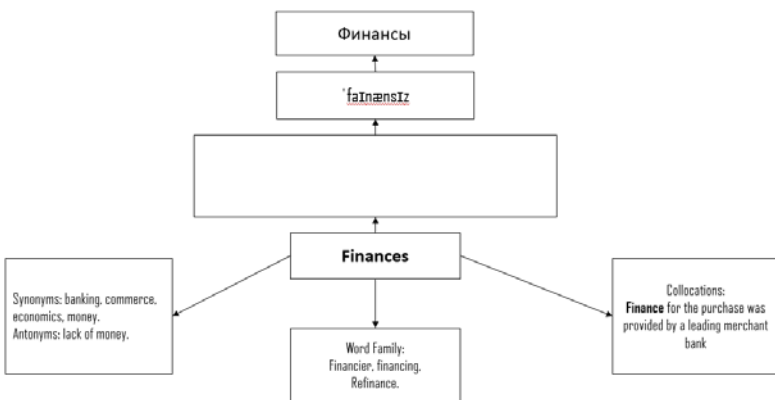 Финансы
ˈfaɪnænsɪz
Finances
Synonyms: banking, commerce,
economics, money.
Antonyms: lack of money.
Word Family:
Financier, financing,
Refinance.
Collocations:
Finance for the purchase was
provided by a leading merchant
bank